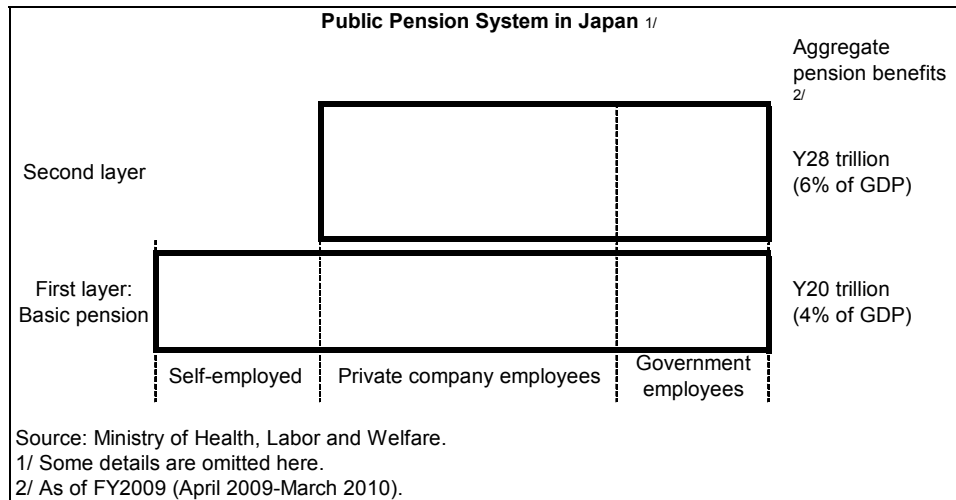 Public Pension System in Japan 1/
Aggregate
pension benefits
2/
Second layer
Y28 trillion
(6% of GDP)
First layer:
Basic pension
Y20 trillion
(4% of GDP)
Self-employed
Private company employees
Government
employees
Source: Ministry of Health, Labor and Welfare.
1/ Some details are omitted here.
2/ As of FY2009 (April 2009-March 2010).